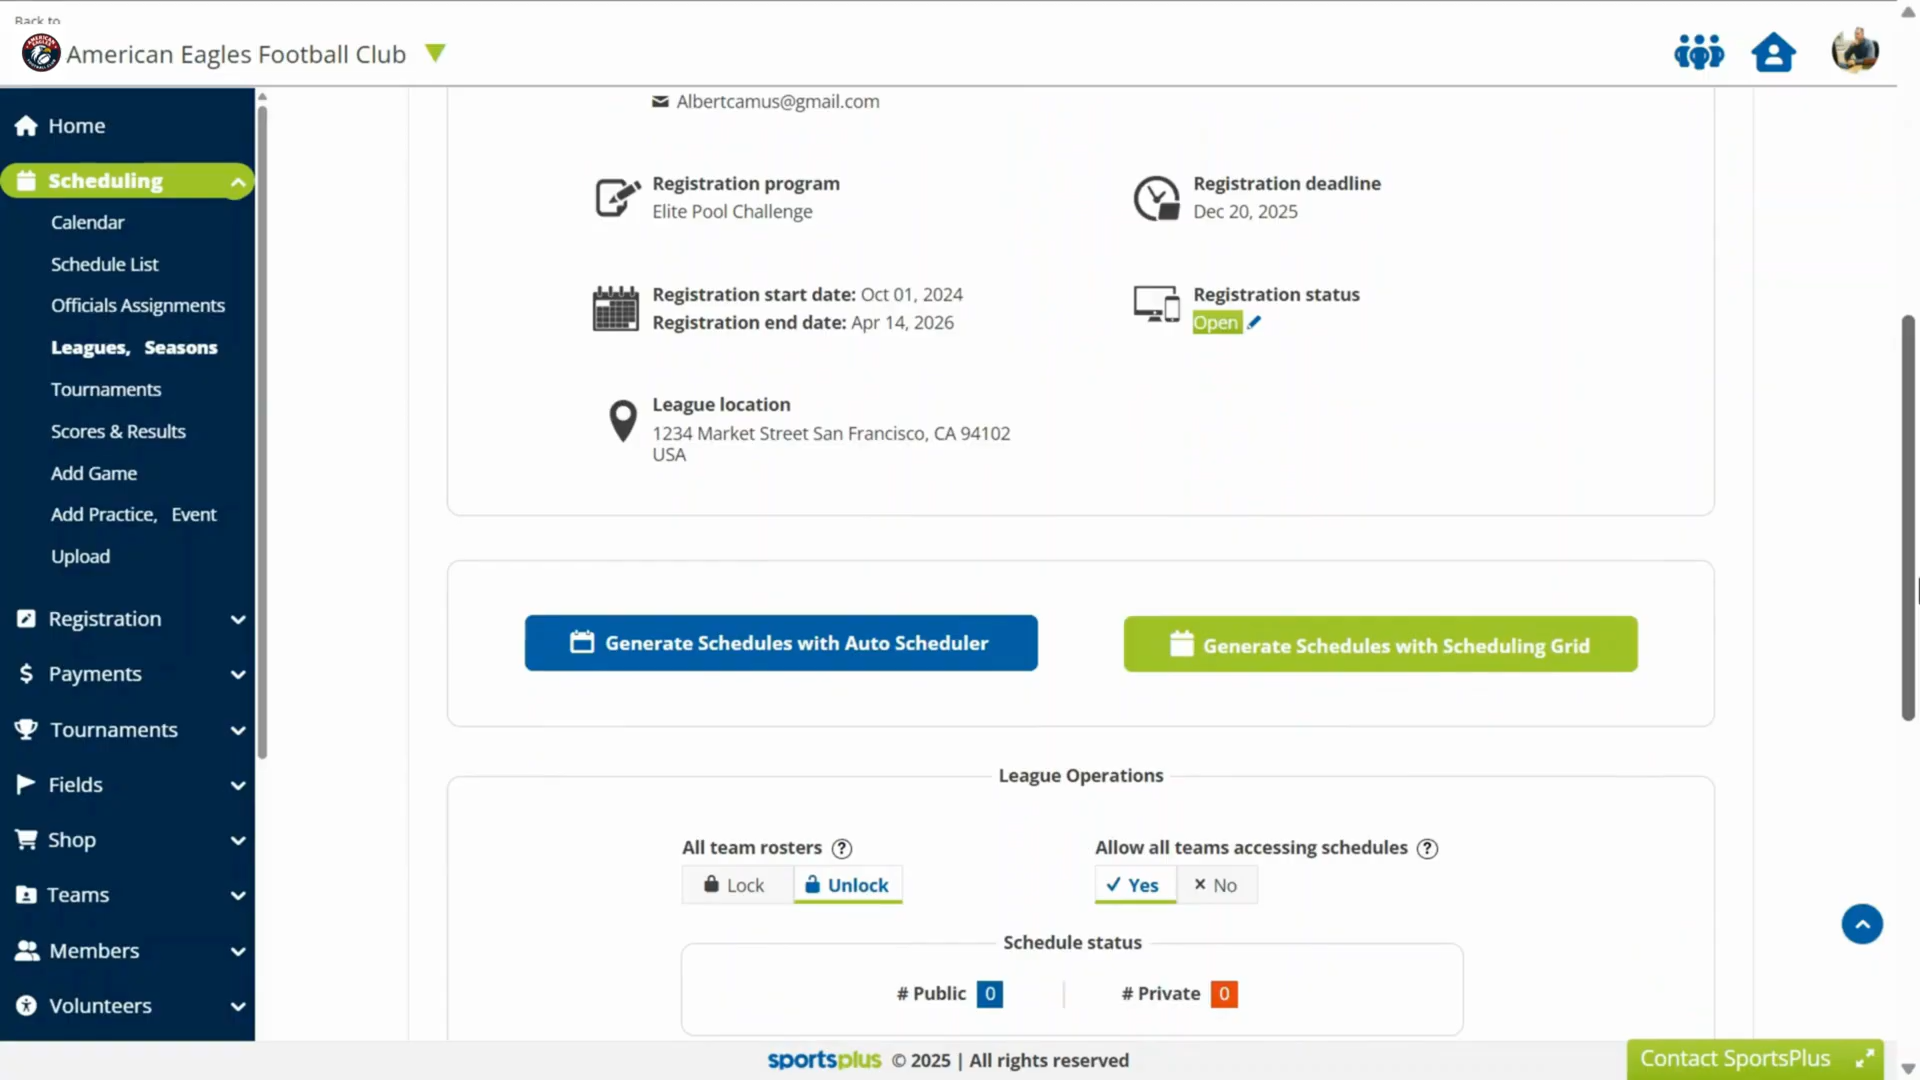 Back to
American Eagles Football Club
Home
Scheduling
Calendar
Schedule List
Officials Assignments
Leagues, Seasons
Tournaments
Scores & Results
Add Game
Add Practice, Event
Upload
Registration
Payments
Tournaments
Fields
Shop
Teams
Members
Volunteers
Albertcamus@gmail.com
Registration program
Elite Pool Challenge
Registration deadline
Dec 20, 2025
Registration start date: Oct 01, 2024
Registration end date: Apr 14, 2026
Registration status
Open
League location
1234 Market Street San Francisco, CA 94102
USA
Generate Schedules with Auto Scheduler
Generate Schedules with Scheduling Grid
League Operations
All team rosters ?
Lock Unlock
Allow all teams accessing schedules ?
Yes No
Schedule status
# Public 0 # Private 0
sportsplus © 2025 | All rights reserved
Contact SportsPlus